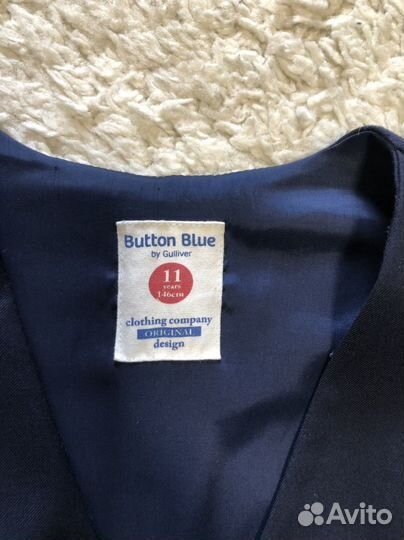 Button Blue
by Gulliver
11
years
146cm
clothing company
ORIGINAL
design
Avito